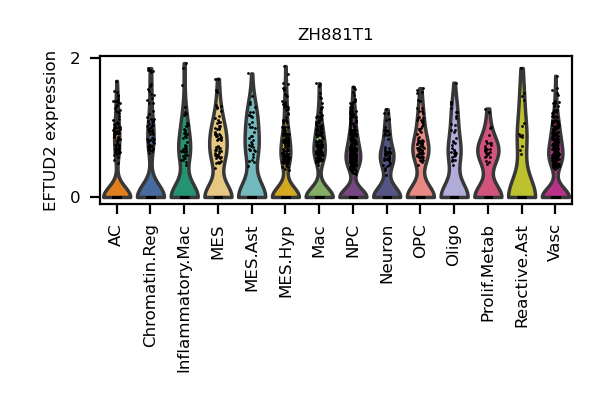 ZH881T1
EFTUD2 expression
2
0
AC
Chromatin.Reg
Inflammatory.Mac
MES
MES.Ast
MES.Hyp
Mac
NPC
Neuron
OPC
Oligo
Prolif.Metab
Reactive.Ast
Vasc